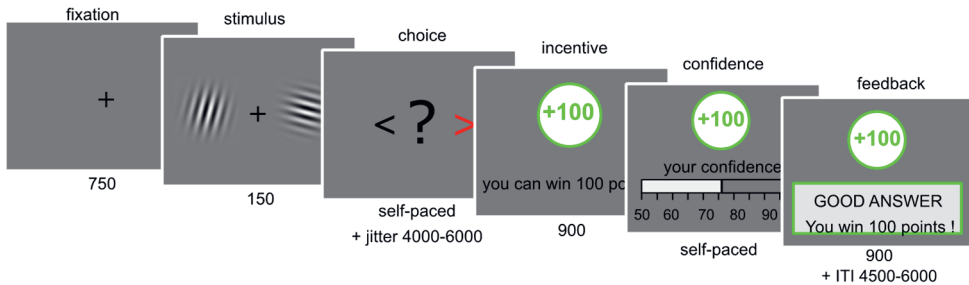 fixation
stimulus
choice
incentive
confidence
feedback
+
750
+
150
< ? >
self-paced
+ jitter 4000-6000
+100
you can win 100 po
900
+100
your confidence
50 60 70 80 90
self-paced
+100
GOOD ANSWER
You win 100 points !
900
+ ITI 4500-6000